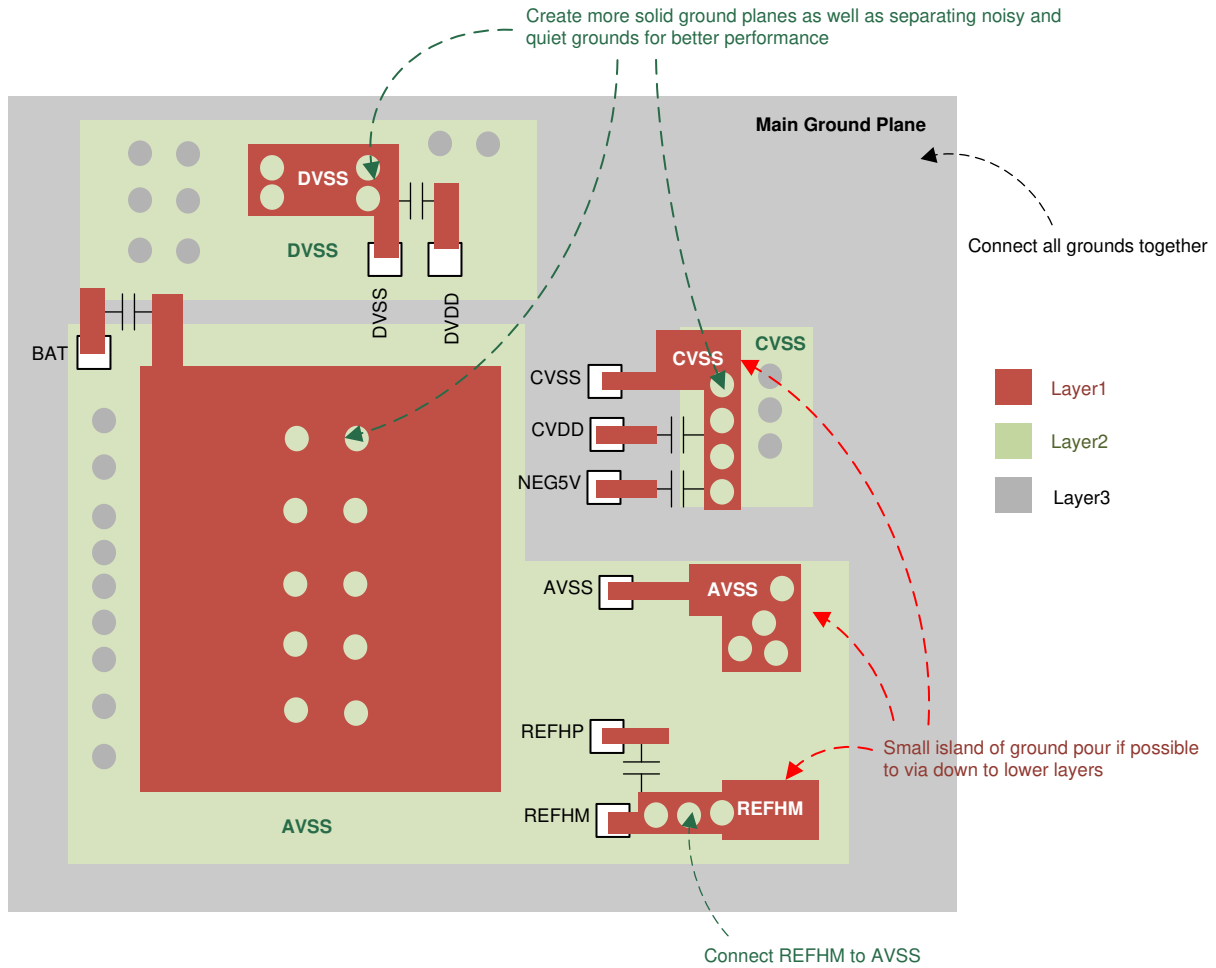 Create more solid ground planes as well as separating noisy and
quiet grounds for better performance
Main Ground Plane
Connect all grounds together
DVSS
DVSS
DVSS
DVDD
BAT
CVSS
CVSS
CVSS
CVDD
NEG5V
Layer1
Layer2
Layer3
AVSS
AVSS
REFHP
REFHM
REFHM
Small island of ground pour if possible
to via down to lower layers
AVSS
Connect REFHM to AVSS